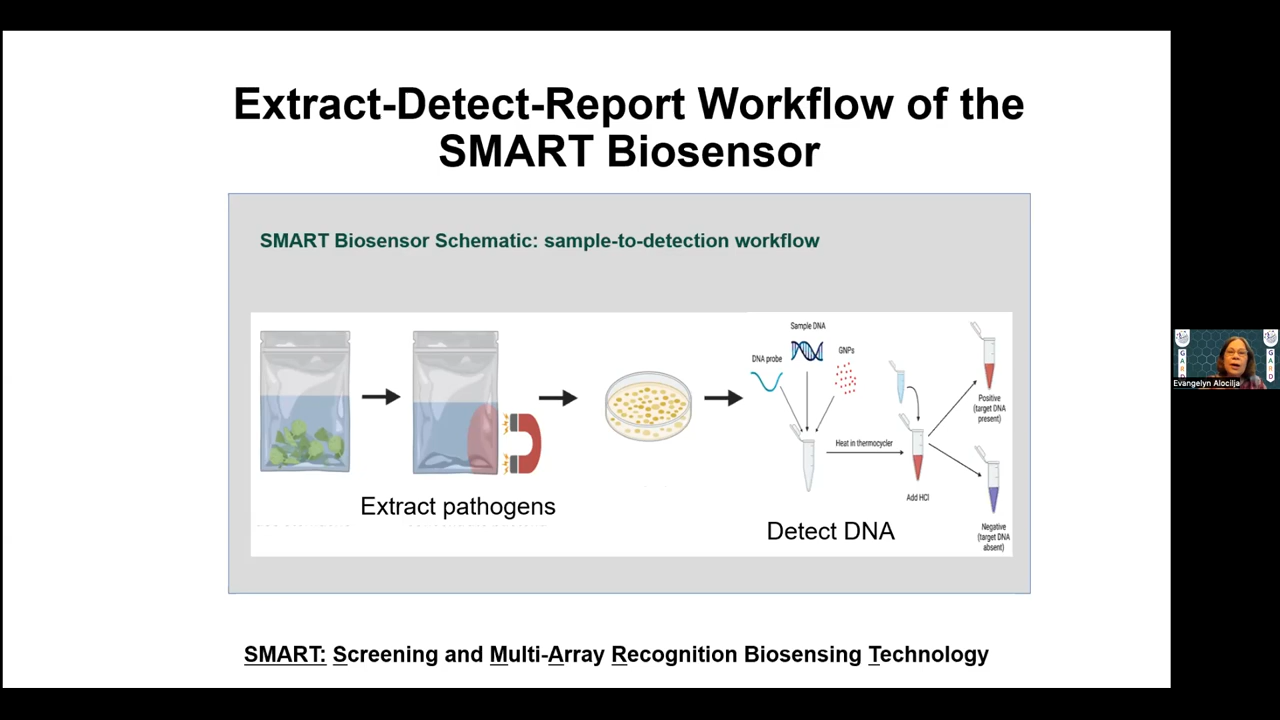 Extract-Detect-Report Workflow of the
SMART Biosensor
SMART Biosensor Schematic: sample-to-detection workflow
Extract pathogens
Sample DNA
DNA probe
GNPs
Heat in thermocycler
Add HCl
Positive
(target DNA
present)
Negative
(target DNA
absent)
Detect DNA
SMART: Screening and Multi-Array Recognition Biosensing Technology
GARD
GARD
Evangelyn Alocilja